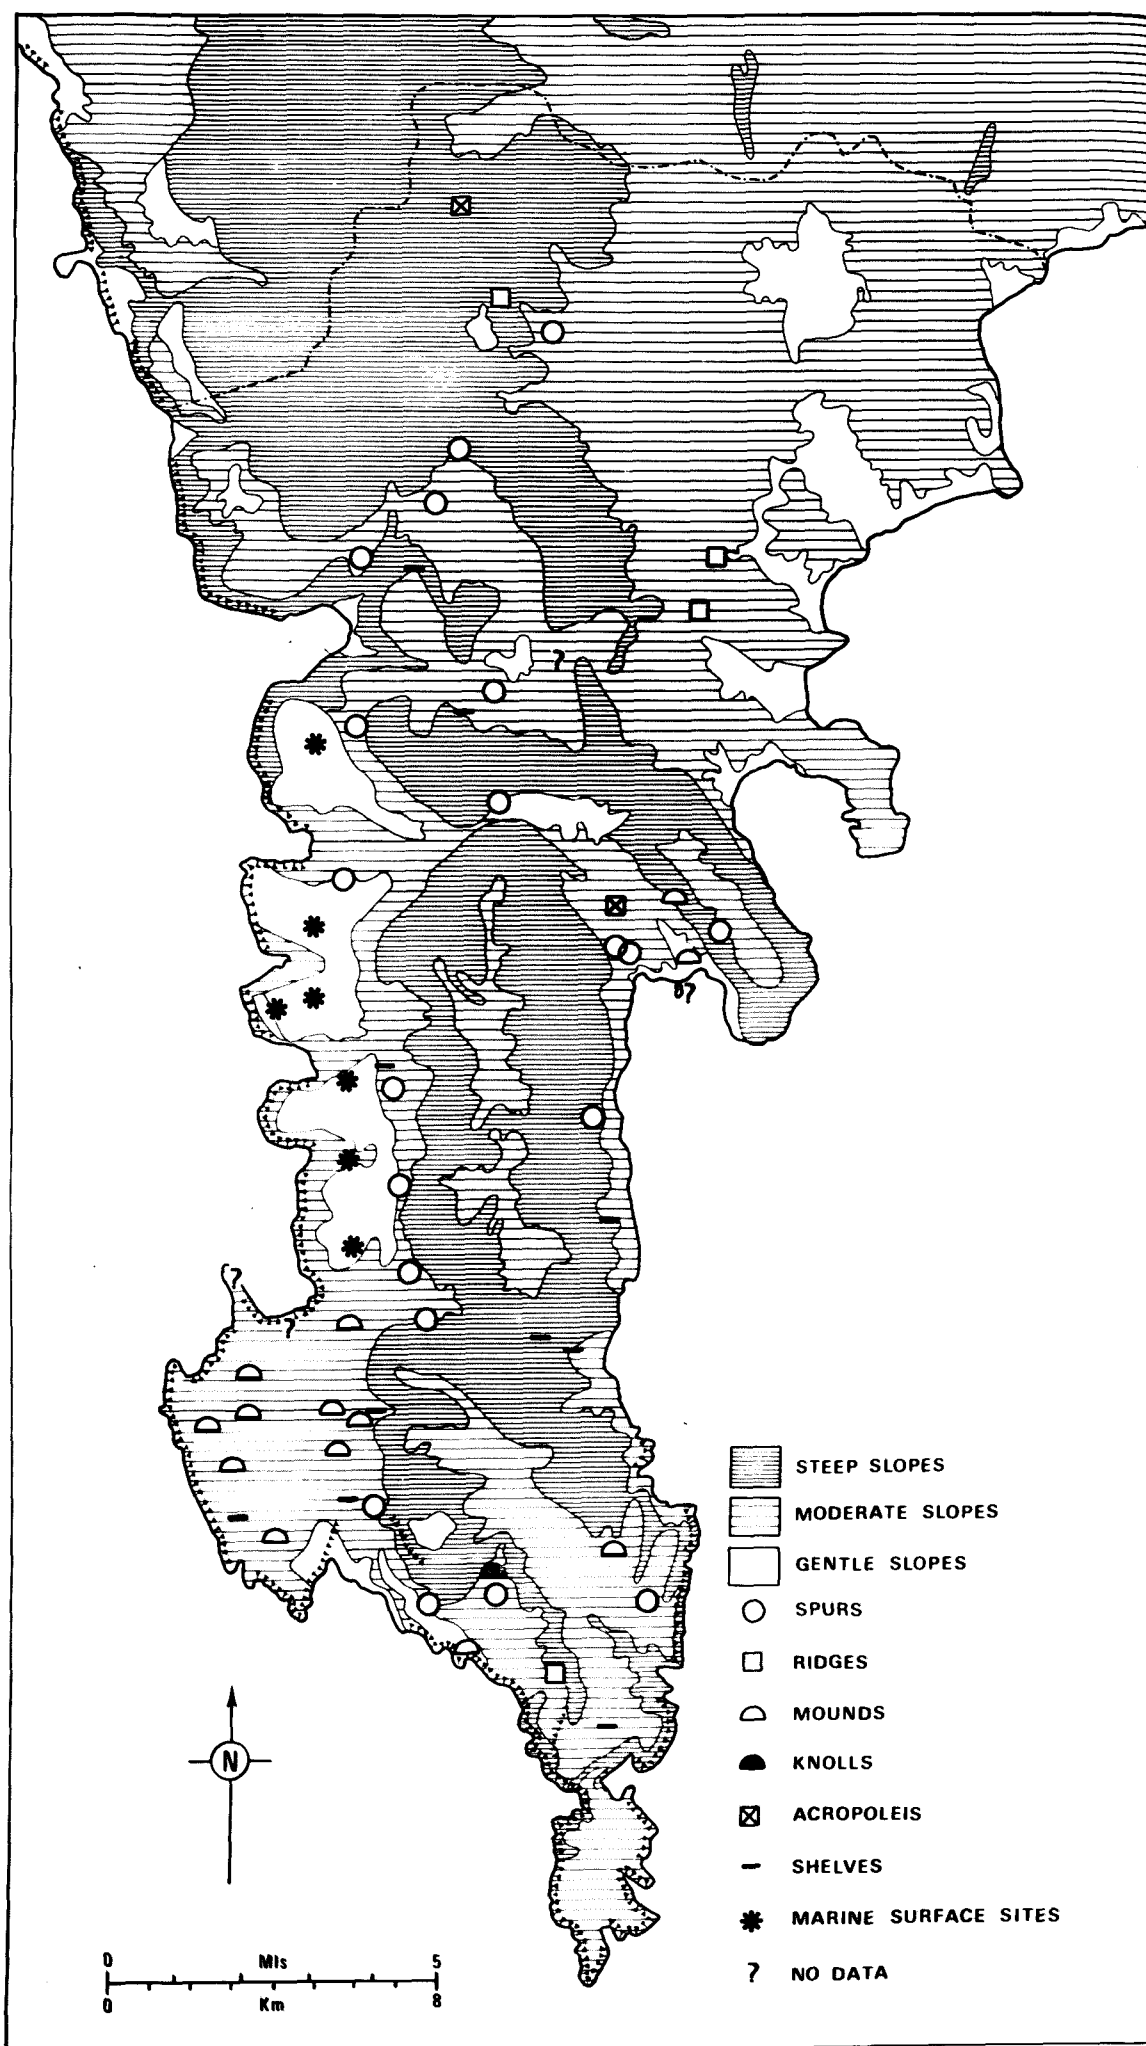 ?
?
?
?
STEEP SLOPES
MODERATE SLOPES
GENTLE SLOPES
SPURS
RIDGES
MOUNDS
KNOLLS
ACROPOLEIS
SHELVES
MARINE SURFACE SITES
? NO DATA
N
0 Mls 5
0 Km 8